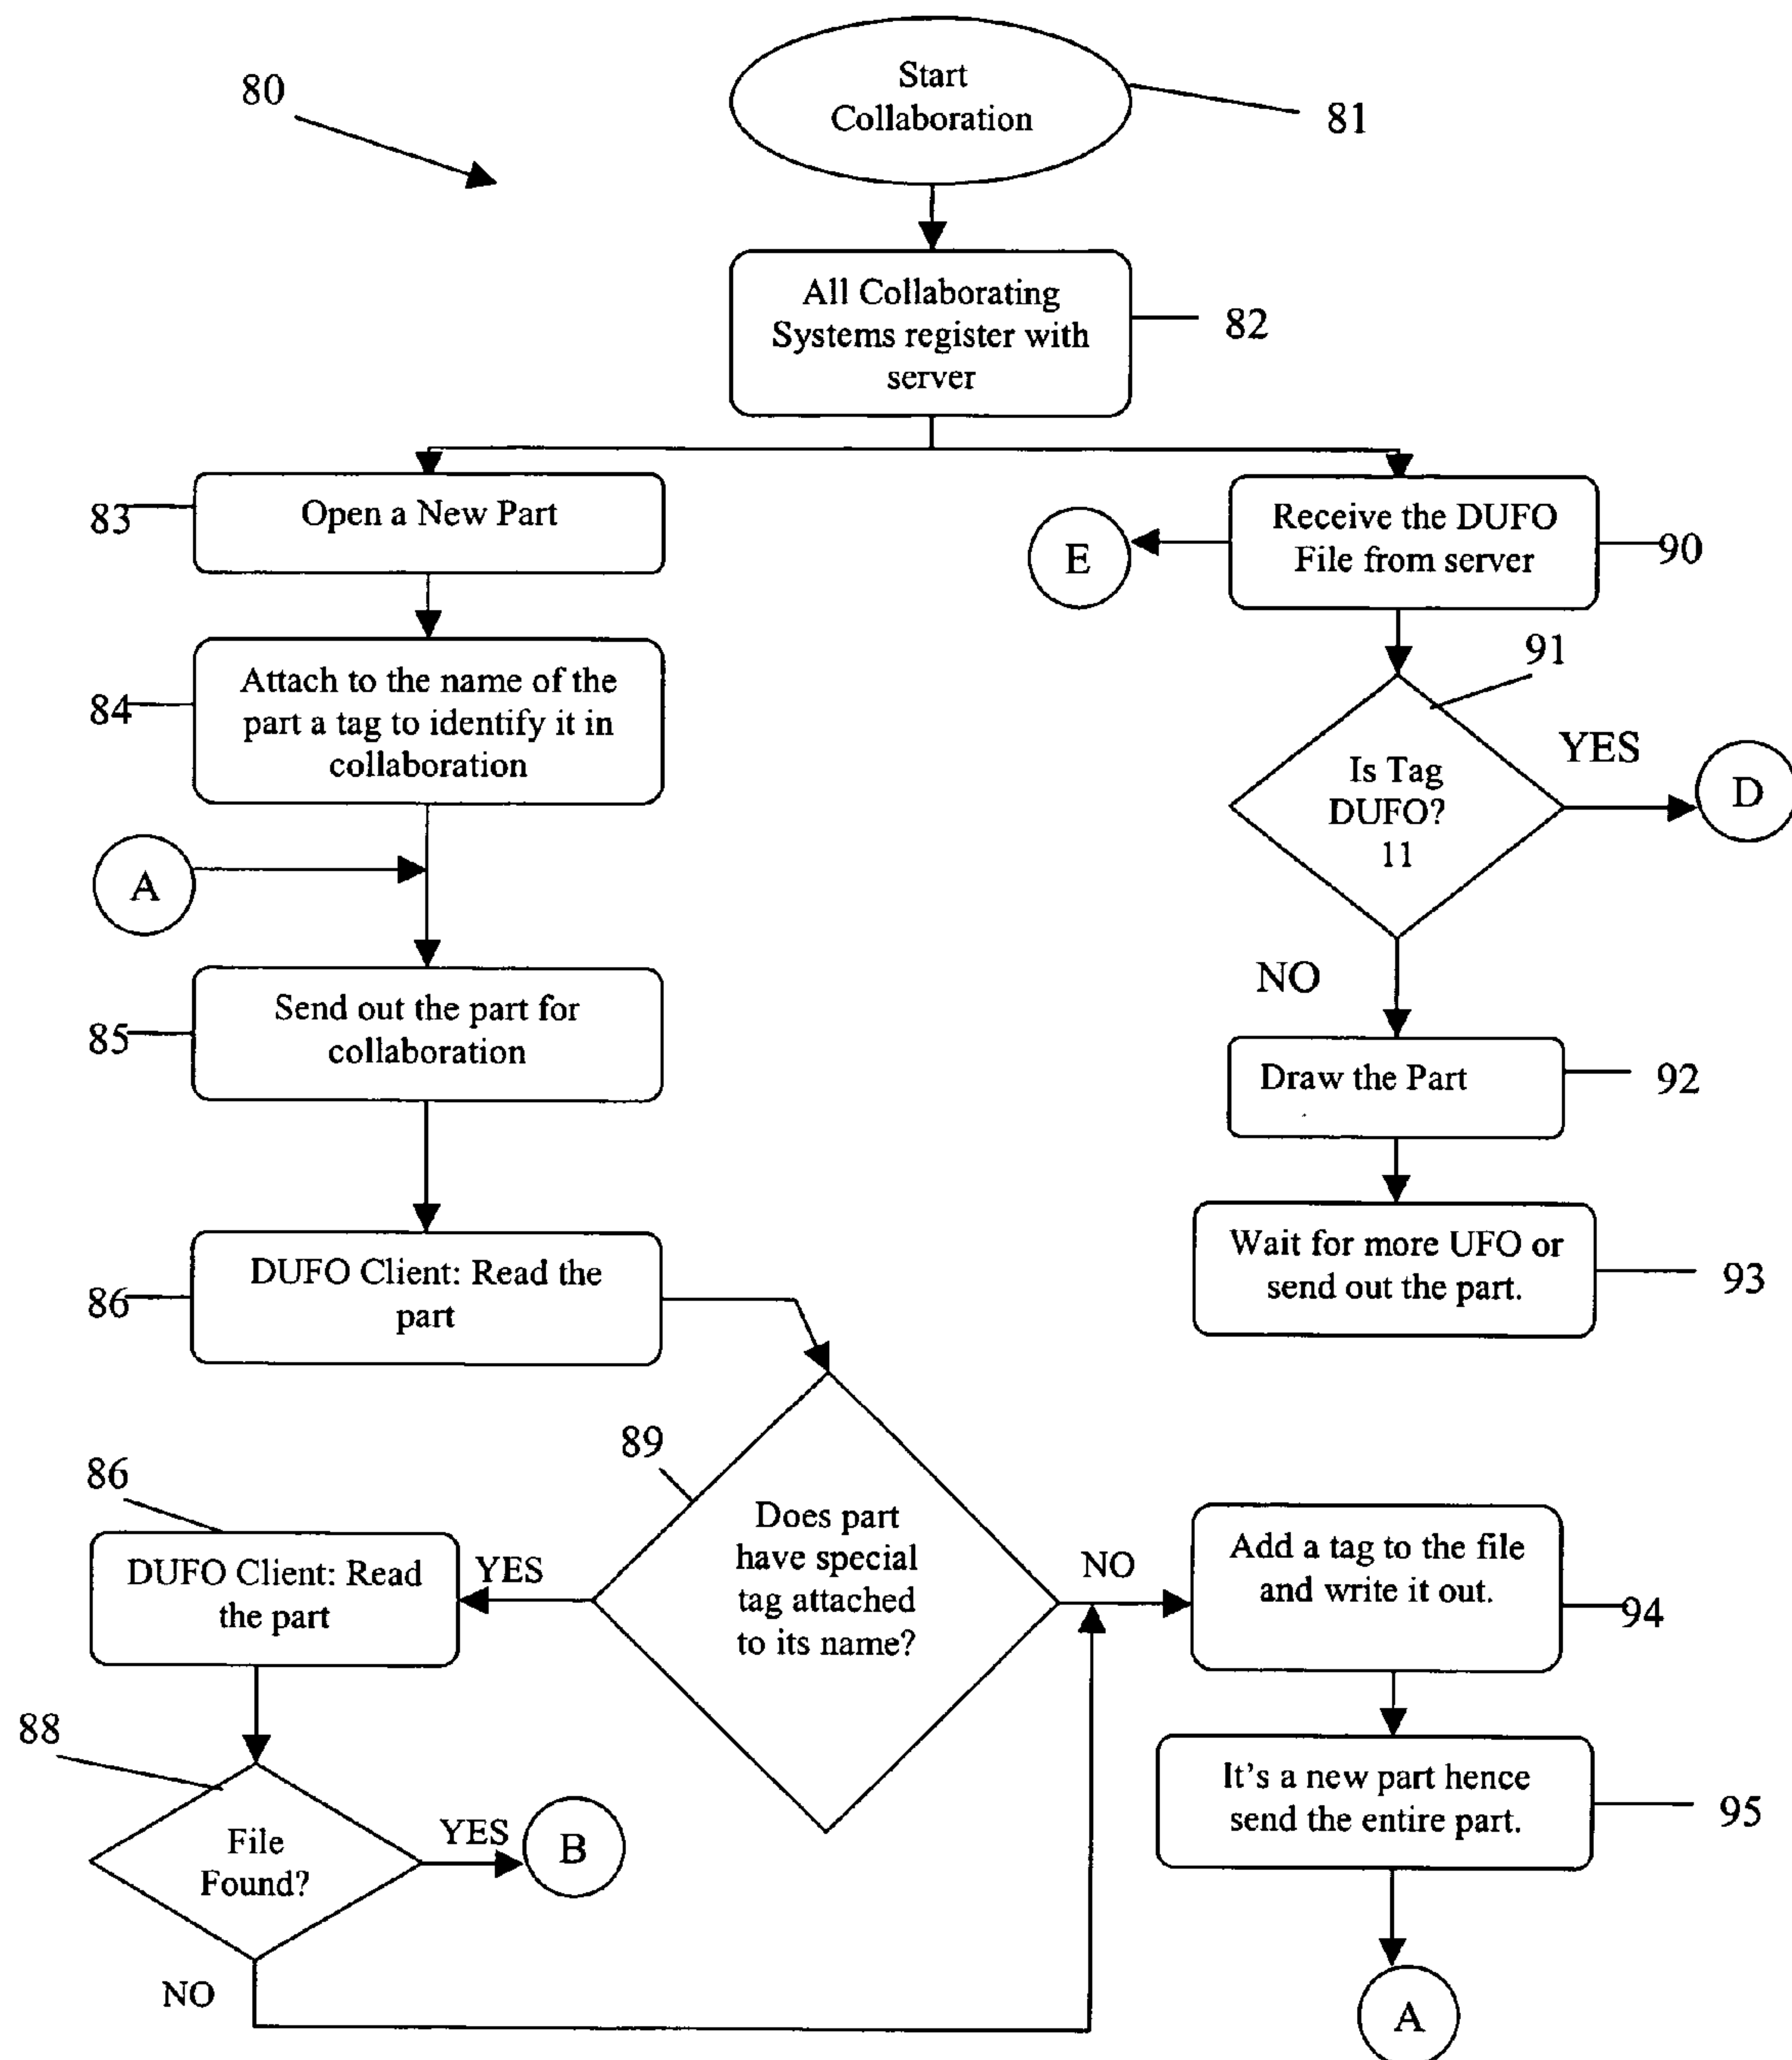 80
Start
Collaboration
81
All Collaborating
Systems register with
server
82
83
Open a New Part
Receive the DUFO
File from server
90
E
84
Attach to the name of the
part a tag to identify it in
collaboration
91
Is Tag
DUFO?
11
YES
D
A
NO
85
Send out the part for
collaboration
Draw the Part
92
86
DUFO Client: Read the
part
Wait for more UFO or
send out the part.
93
89
Does part
have special
tag attached
to its name?
86
DUFO Client: Read
the part
YES
NO
Add a tag to the file
and write it out.
94
88
File
Found?
YES
B
NO
It's a new part hence
send the entire part.
95
A